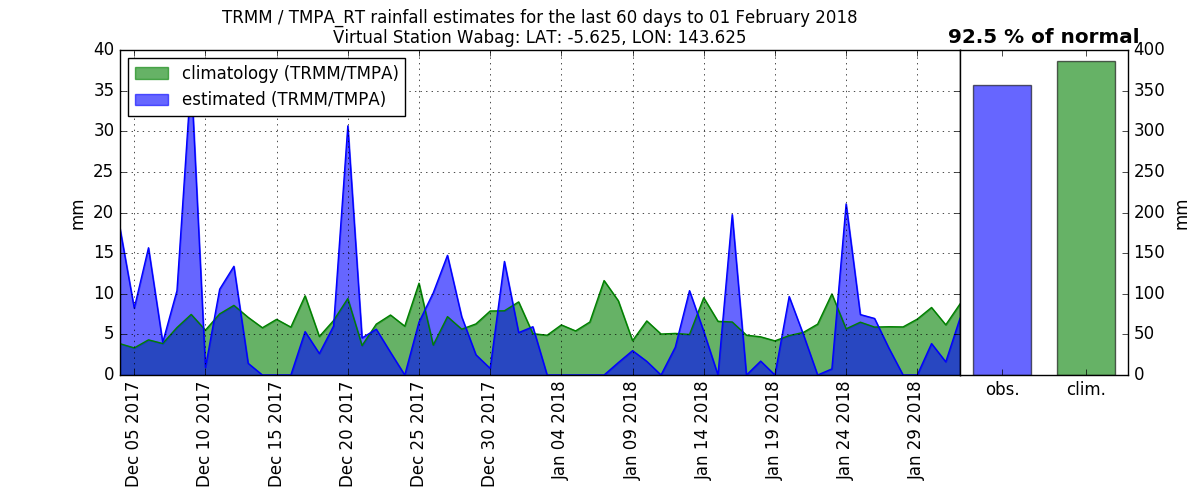 TRMM / TMPA_RT rainfall estimates for the last 60 days to 01 February 2018
Virtual Station Wabag: LAT: -5.625, LON: 143.625
92.5 % of normal
climatology (TRMM/TMPA)
estimated (TRMM/TMPA)
40
35
30
25
20
15
10
5
0
mm
Dec 05 2017
Dec 10 2017
Dec 15 2017
Dec 20 2017
Dec 25 2017
Dec 30 2017
Jan 04 2018
Jan 09 2018
Jan 14 2018
Jan 19 2018
Jan 24 2018
Jan 29 2018
obs.
clim.
400
350
300
250
200
150
100
50
0
mm